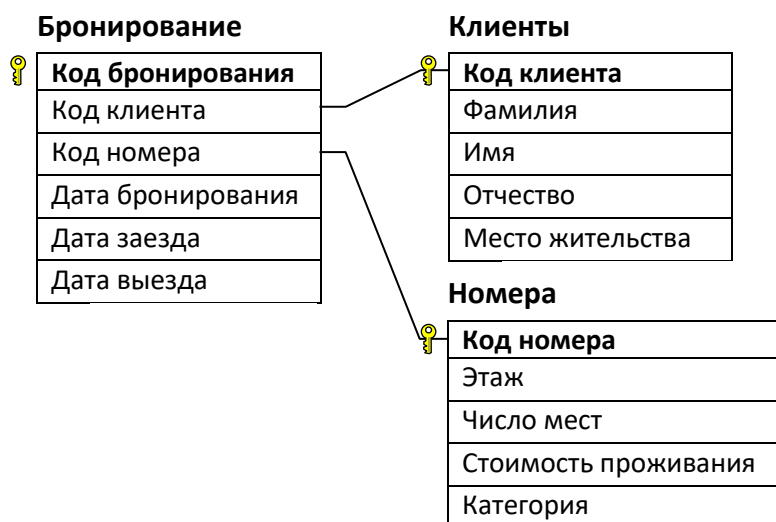 Бронирование
Код бронирования
Код клиента
Код номера
Дата бронирования
Дата заезда
Дата выезда
Клиенты
Код клиента
Фамилия
Имя
Отчество
Место жительства
Номера
Код номера
Этаж
Число мест
Стоимость проживания
Категория